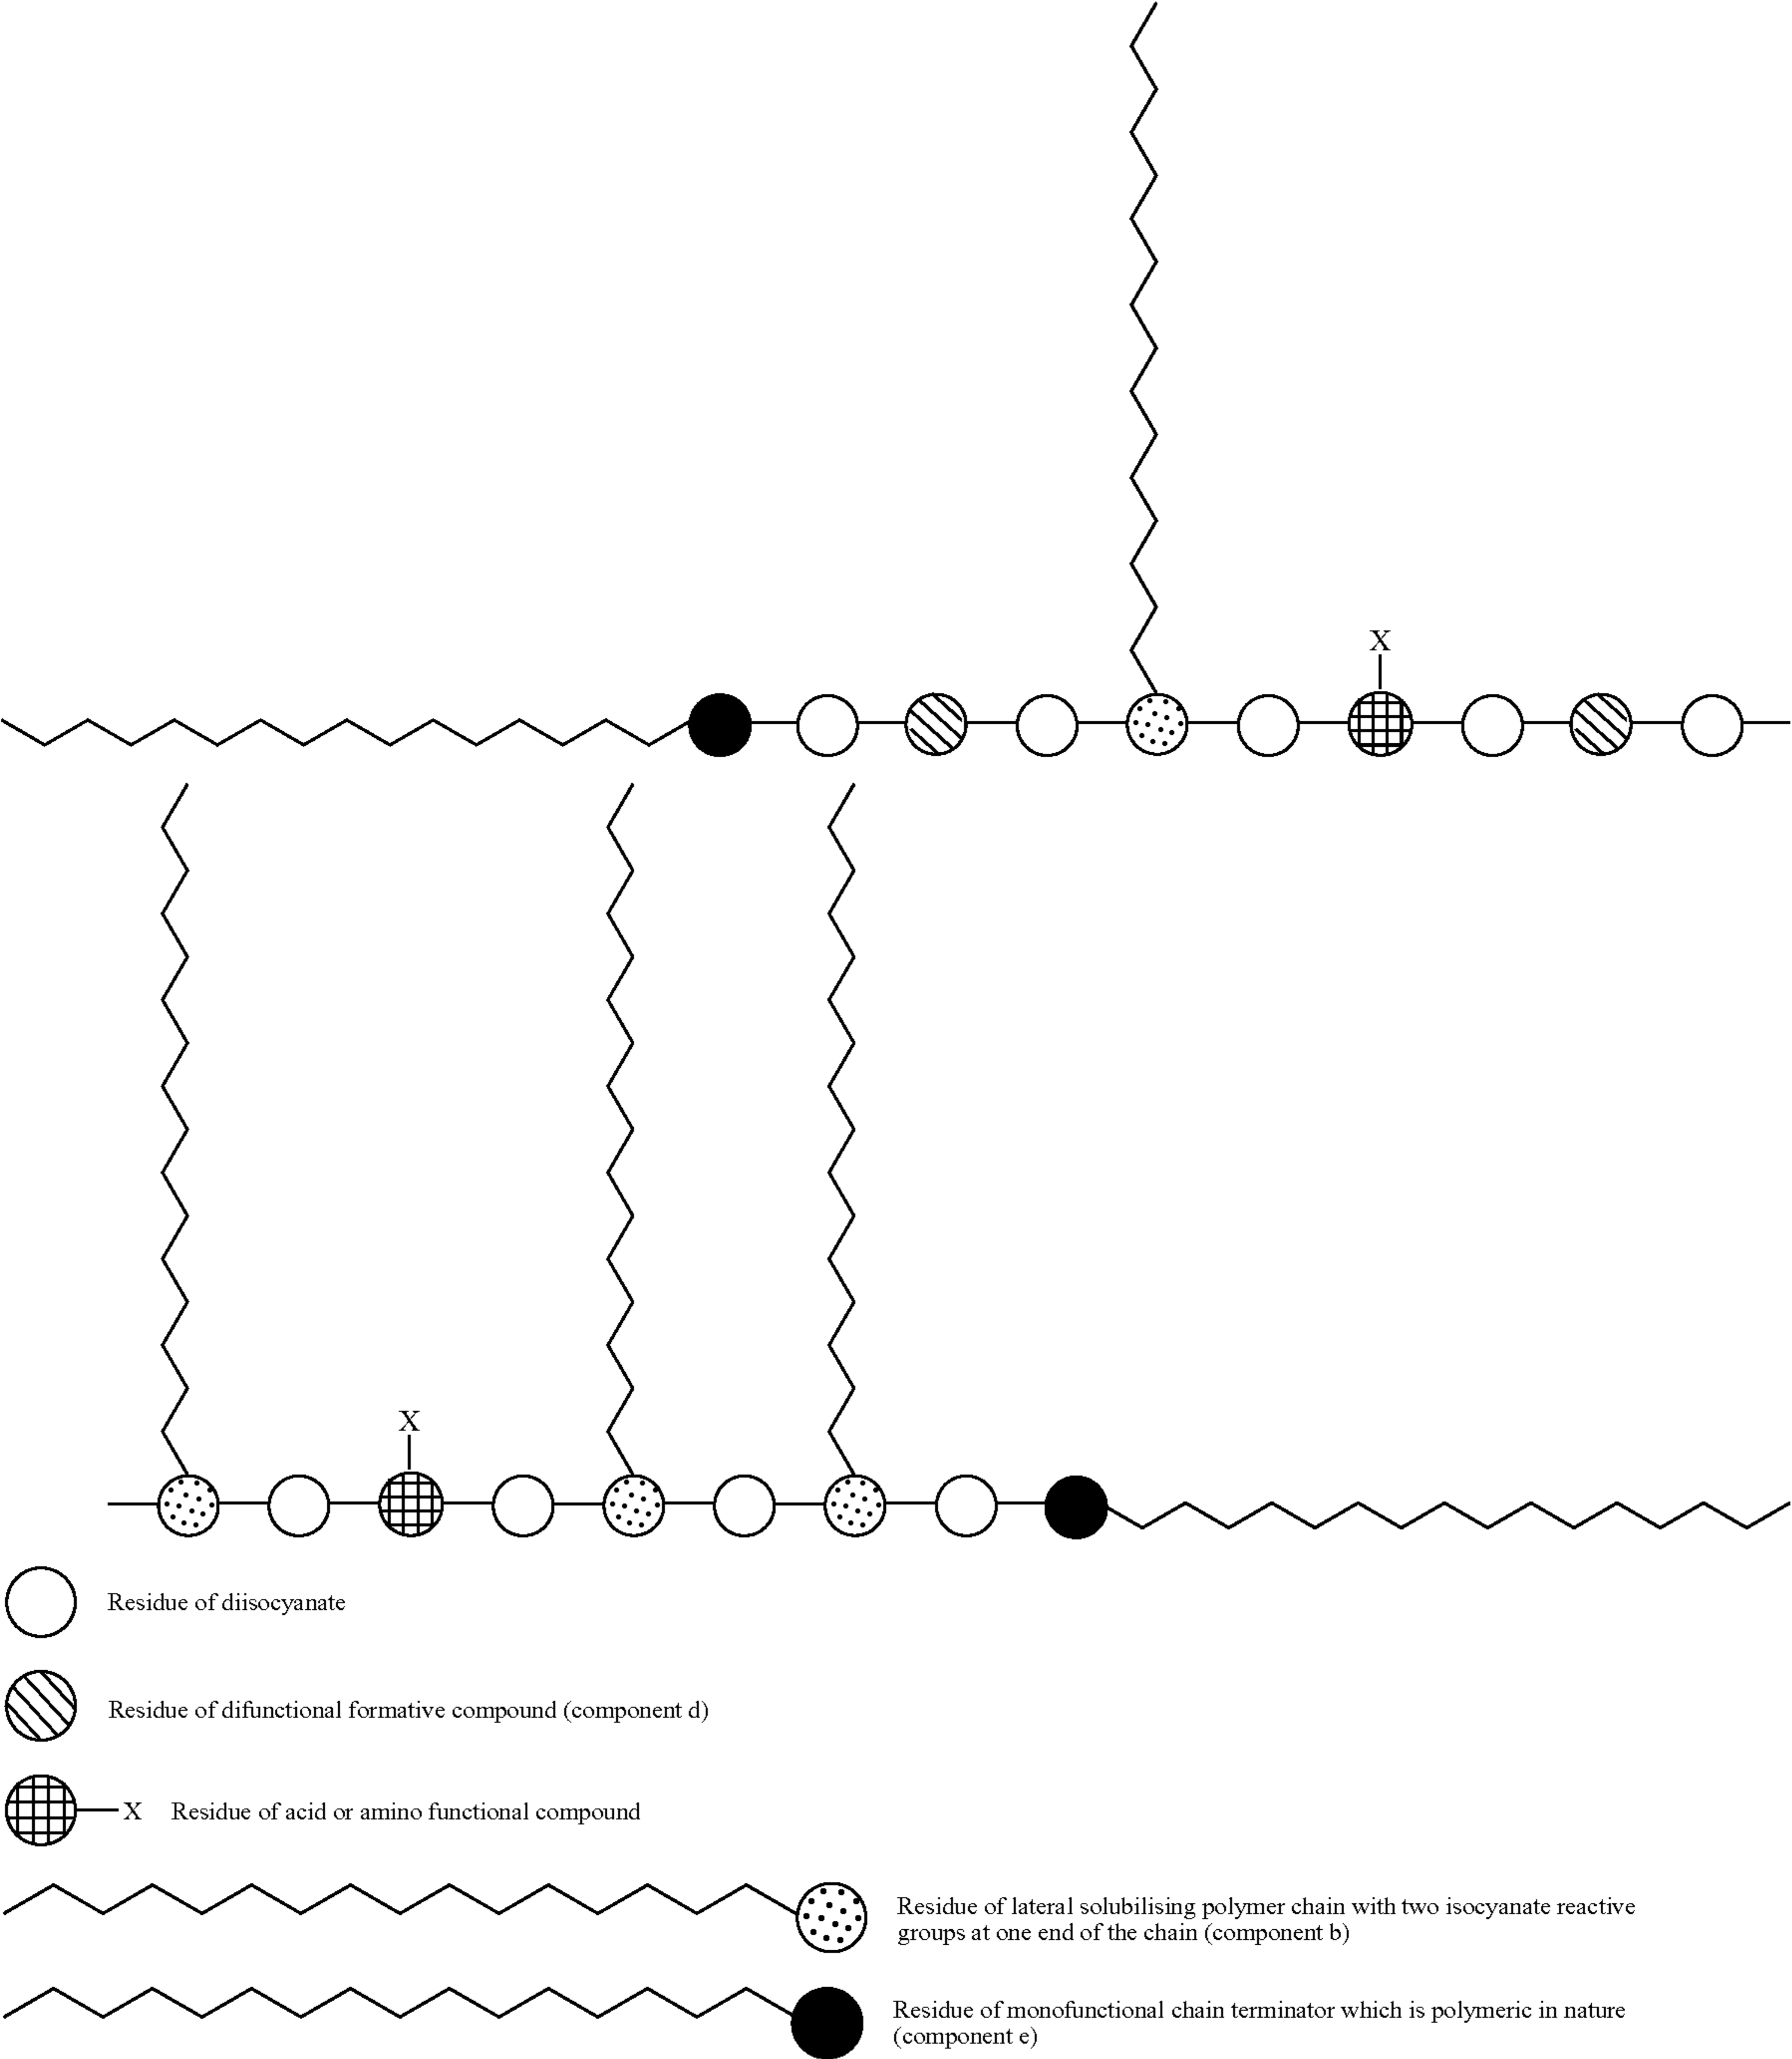 X
X
Residue of diisocyanate
Residue of difunctional formative compound (component d)
X Residue of acid or amino functional compound
Residue of lateral solubilising polymer chain with two isocyanate reactive
groups at one end of the chain (component b)
Residue of monofunctional chain terminator which is polymeric in nature
(component e)